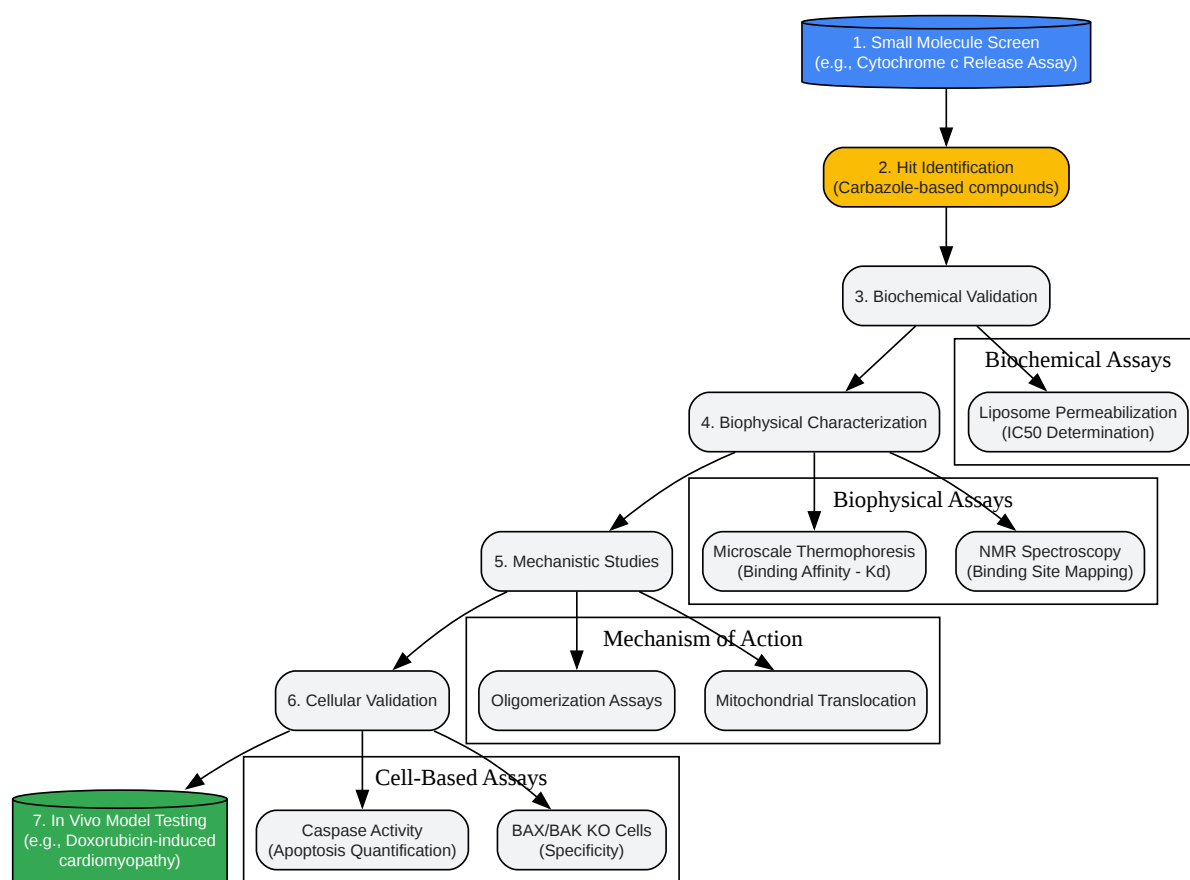 1. Small Molecule Screen
(e.g., Cytochrome c Release Assay)
2. Hit Identification
(Carbazole-based compounds)
3. Biochemical Validation
Biochemical Assays
Liposome Permeabilization
(IC50 Determination)
4. Biophysical Characterization
Biophysical Assays
Microscale Thermophoresis
(Binding Affinity - Kd)
NMR Spectroscopy
(Binding Site Mapping)
5. Mechanistic Studies
Mechanism of Action
Oligomerization Assays
Mitochondrial Translocation
6. Cellular Validation
Cell-Based Assays
Caspase Activity
(Apoptosis Quantification)
BAX/BAK KO Cells
(Specificity)
7. In Vivo Model Testing
(e.g., Doxorubicin-induced
cardiomyopathy)